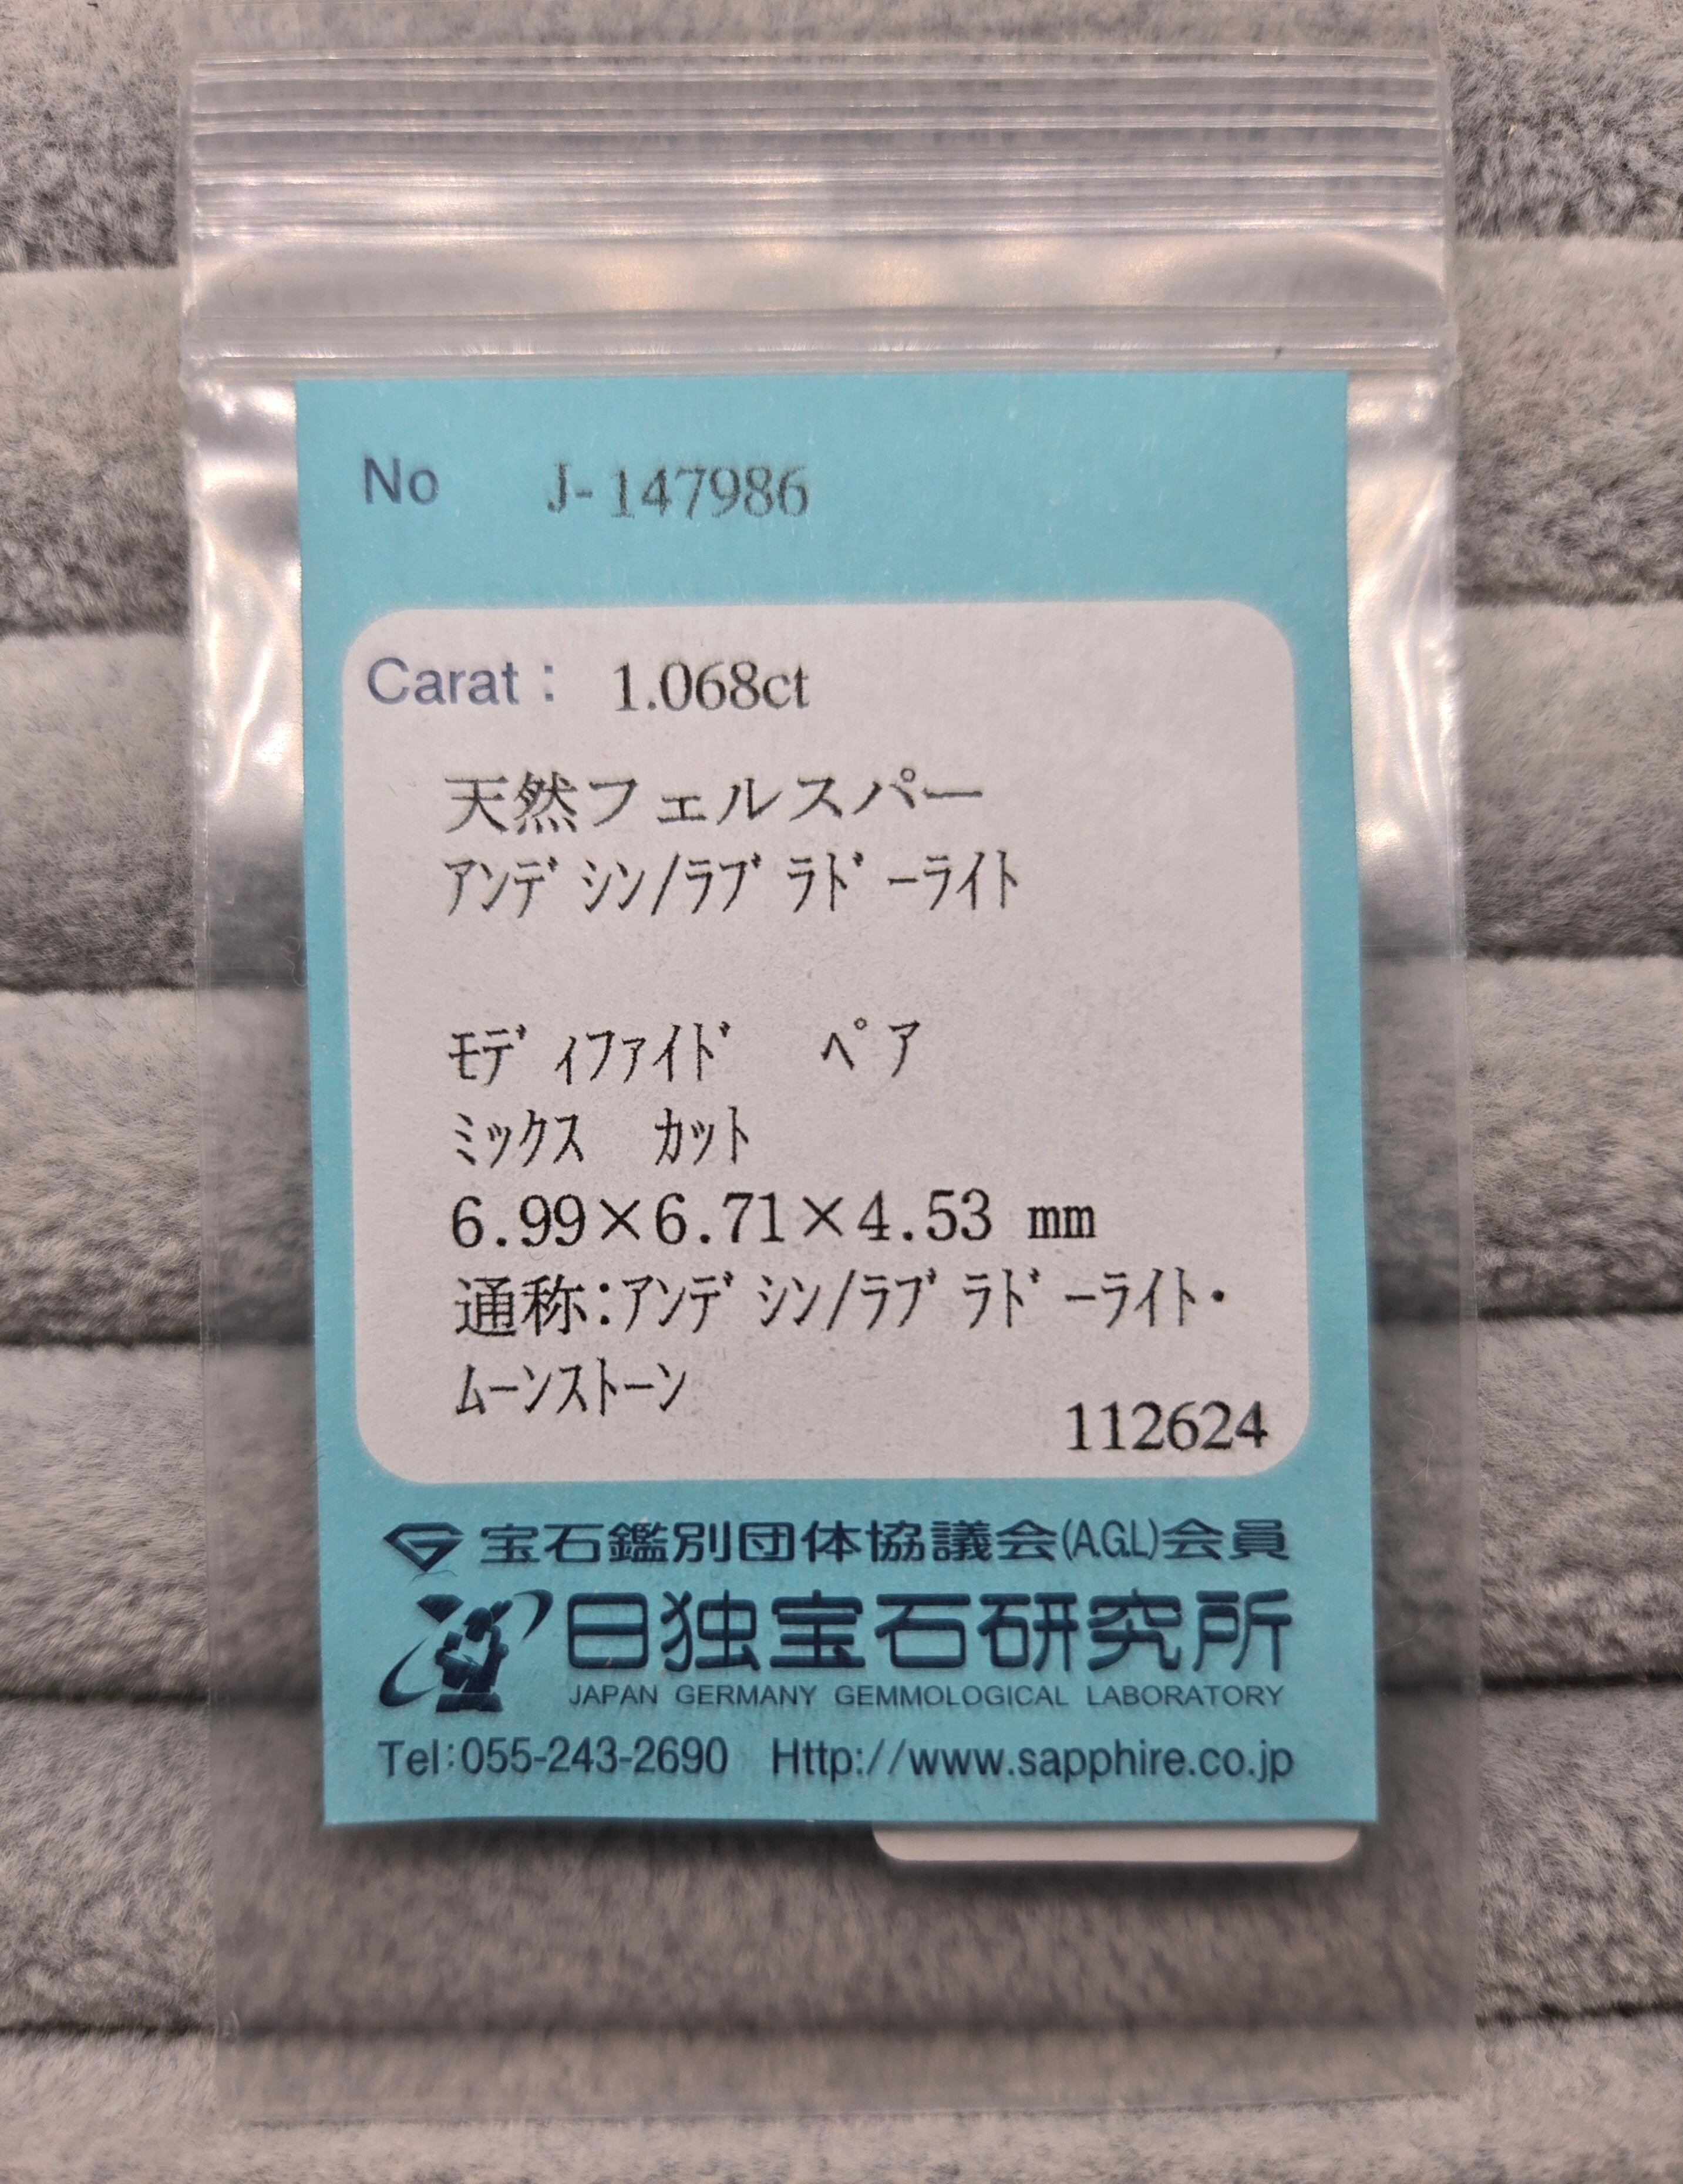 No J-147986
Carat： 1.068ct
天然フェルスパー
ｱﾝﾃﾞｼﾝ/ﾗﾌﾞﾗﾄﾞｰﾗｲﾄ
ﾓﾃﾞｨﾌｧｲﾄﾞ ﾍﾟｱ
ﾐｯｸｽ ｶｯﾄ
6.99×6.71×4.53 mm
通称:ｱﾝﾃﾞｼﾝ/ﾗﾌﾞﾗﾄﾞｰﾗｲﾄ･
ﾑｰﾝｽﾄｰﾝ
112624
宝石鑑別団体協議会(A.G.L)会員
日独宝石研究所
JAPAN GERMANY GEMMOLOGICAL LABORATORY
Tel:055-243-2690 Http://www.sapphire.co.jp